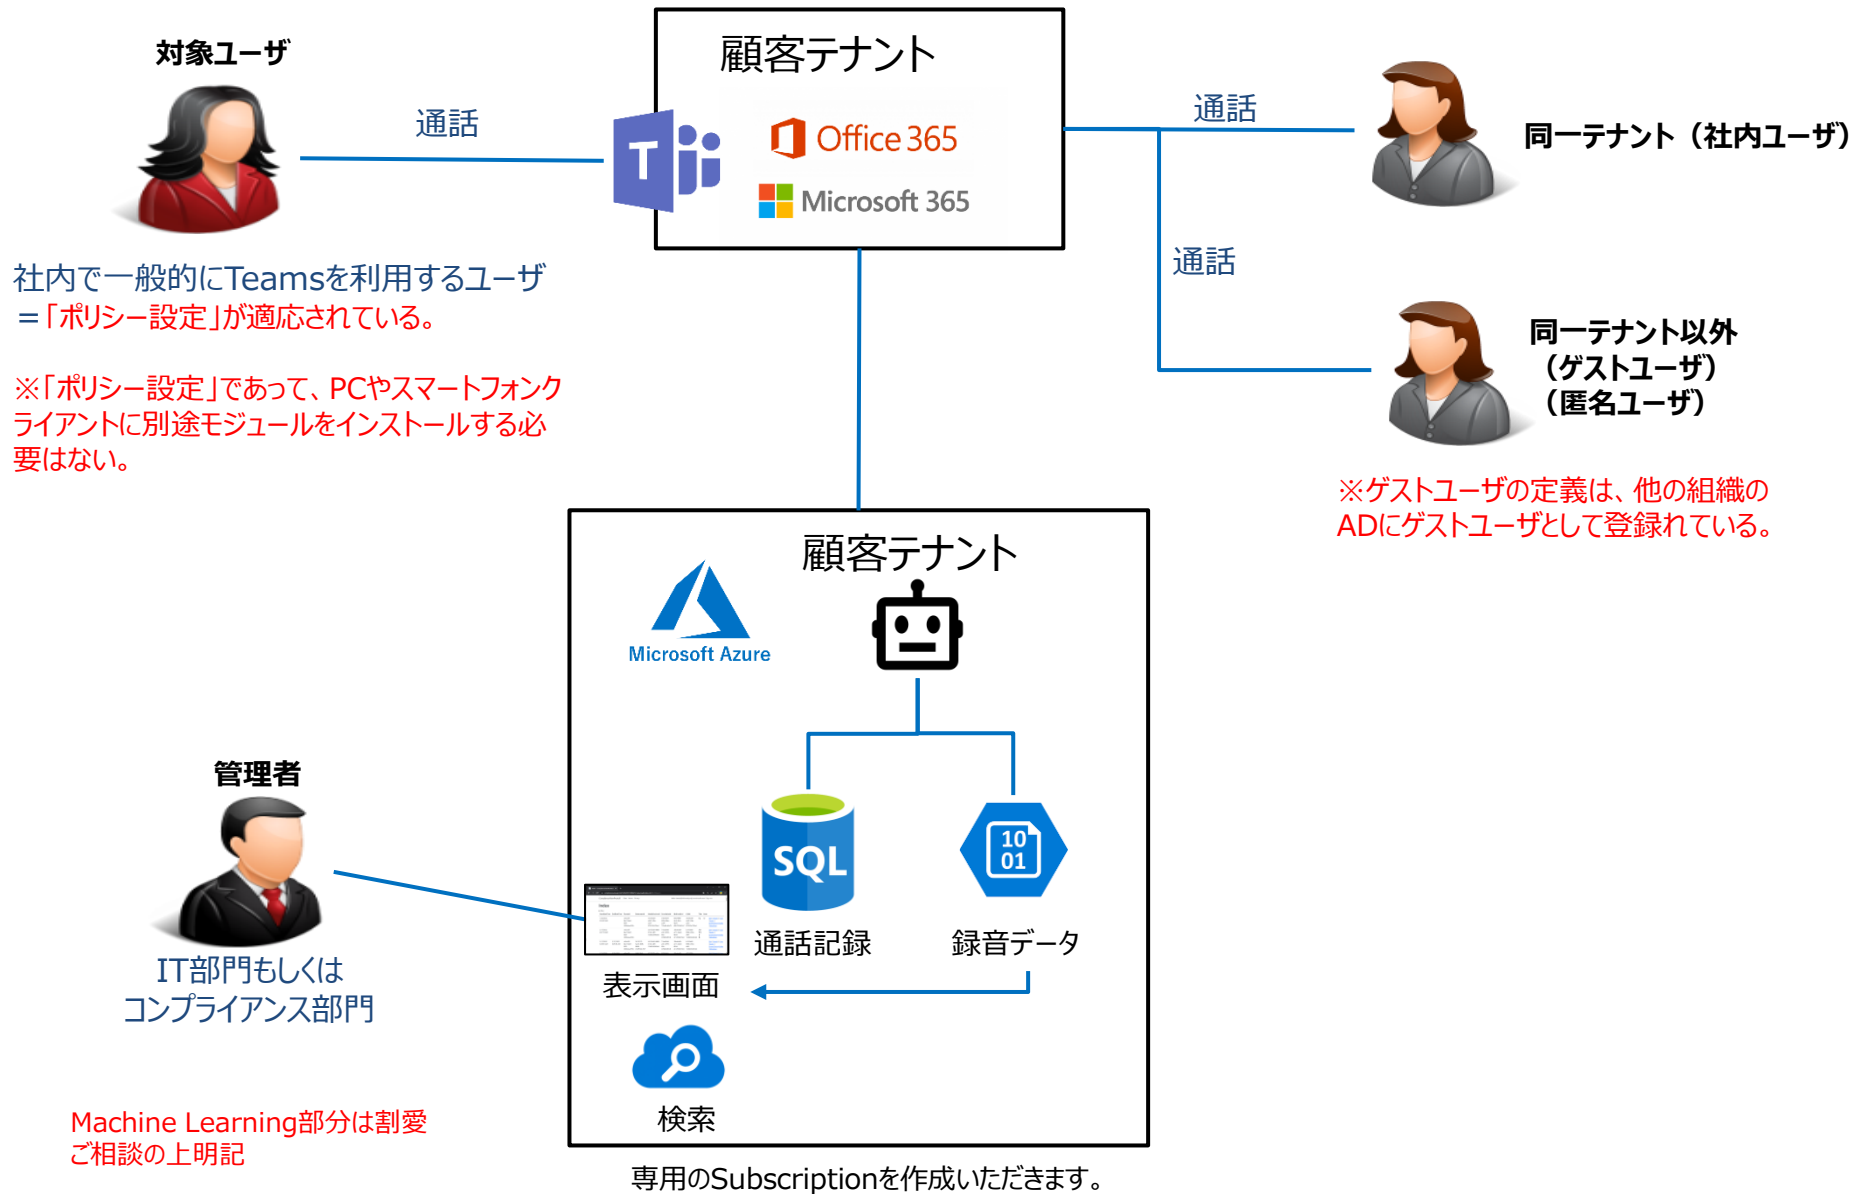 対象ユーザ
通話
社内で一般的にTeamsを利用するユーザ
＝「ポリシー設定」が適応されている。
※「ポリシー設定」であって、PCやスマートフォンク
ライアントに別途モジュールをインストールする必
要はない。
顧客テナント
T
Office 365
Microsoft 365
通話
同一テナント（社内ユーザ）
通話
同一テナント以外
（ゲストユーザ）
（匿名ユーザ）
※ゲストユーザの定義は、他の組織の
ADにゲストユーザとして登録れている。
顧客テナント
Microsoft Azure
SQL
10
01
通話記録
録音データ
表示画面
検索
管理者
IT部門もしくは
コンプライアンス部門
Machine Learning部分は割愛
ご相談の上明記
専用のSubscriptionを作成いただきます。